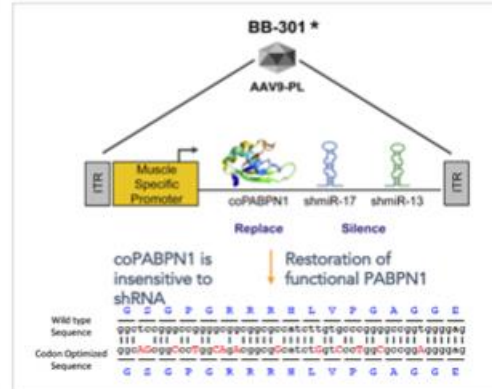 BB-301 *
AAV9-PL
ITR
Muscle
Specific
Promoter
coPABPN1
shmiR-17
shmiR-13
ITR
Replace
Silence
coPABPN1 is
insensitive to
shRNA
Restoration of
functional PABPN1
G S G P G R R R H L V P G A G G E
Wild type
Sequence
ggctccgggcccggggcggcggcgccatcttgtgcccggggccggtggggag
Codon Optimized
Sequence
G S G P G R R R H L V P G A G G E